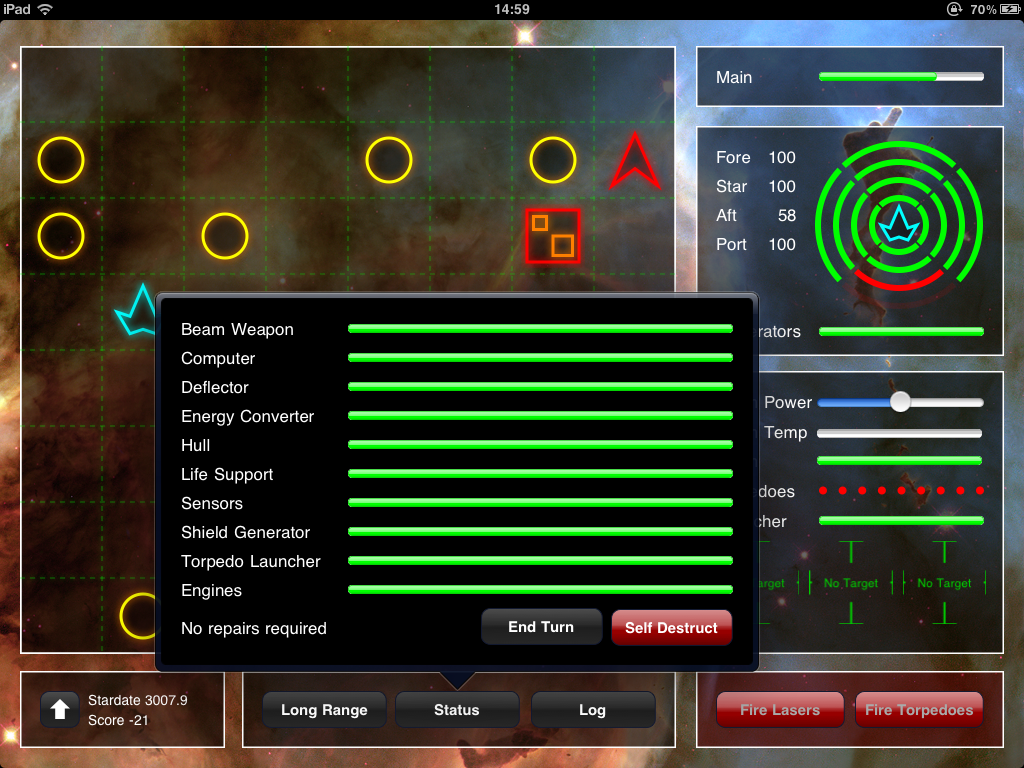 iPad 14:59 70%
Main
Fore 100
Star 100
Aft 58
Port 100
rators
Power
Temp
does
cher
arget No Target No Target
Beam Weapon
Computer
Deflector
Energy Converter
Hull
Life Support
Sensors
Shield Generator
Torpedo Launcher
Engines
No repairs required End Turn Self Destruct
Stardate 3007.9
Score -21
Long Range Status Log
Fire Lasers Fire Torpedoes